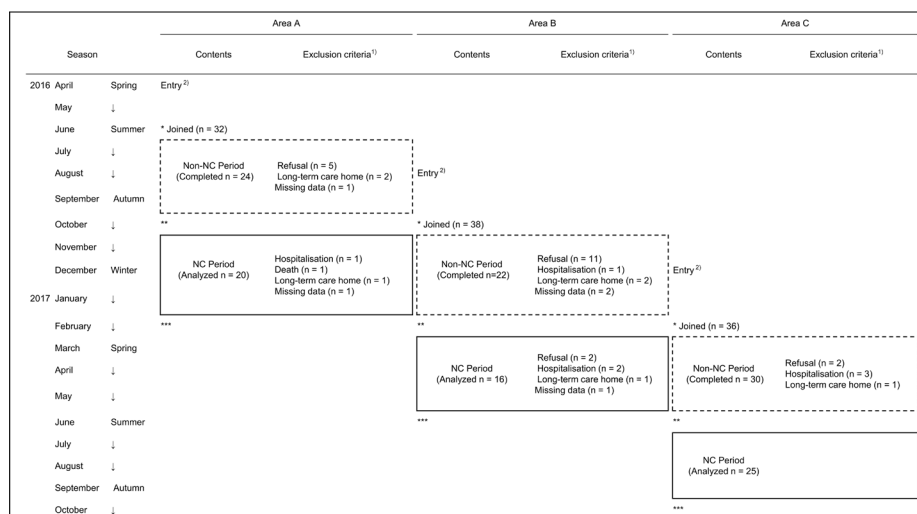 Area A Area B Area C
Season Contents Exclusion criteria1) Contents Exclusion criteria1) Contents Exclusion criteria1)
2016 April Spring Entry 2)
May ↓
June Summer * Joined (n = 32)
July ↓
Non-NC Period Refusal (n = 5)
August ↓ (Completed n = 24) Long-term care home (n = 2) Entry 2)
Missing data (n = 1)
September Autumn
October ↓ ** * Joined (n = 38)
November ↓
NC Period Hospitalisation (n = 1) Non-NC Period Refusal (n = 11)
December Winter (Analyzed n = 20) Death (n = 1) (Completed n=22) Hospitalisation (n = 1) Entry 2)
Long-term care home (n = 1) Long-term care home (n = 2)
Missing data (n = 1) Missing data (n = 2)
2017 January ↓
February ↓ *** ** * Joined (n = 36)
March Spring
Refusal (n = 2) Refusal (n = 2)
April ↓ NC Period Hospitalisation (n = 2) Non-NC Period Hospitalisation (n = 3)
(Analyzed n = 16) Long-term care home (n = 1) (Completed n = 30) Long-term care home (n = 1)
May ↓ Missing data (n = 1)
June Summer *** **
July ↓
NC Period
August ↓ (Analyzed n = 25)
September Autumn
October ↓ ***